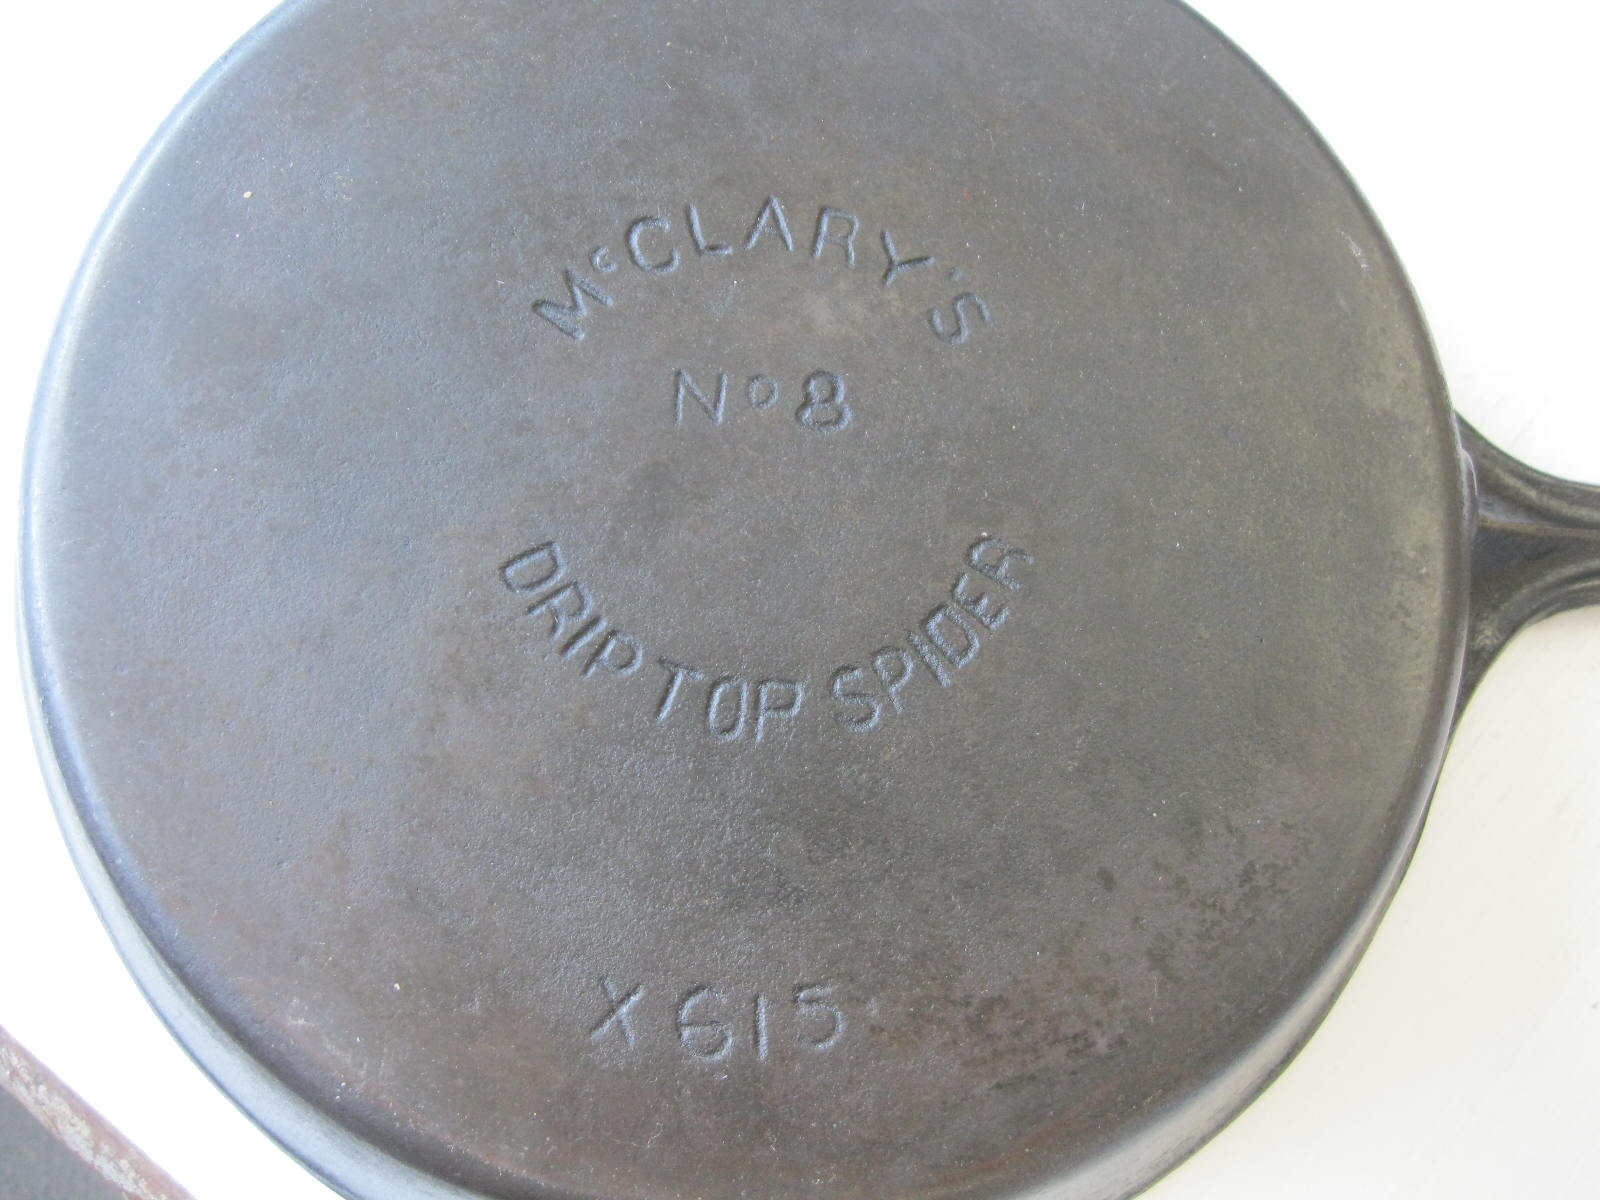 McCLARY'S
No 8
DRIP TOP SPIDER
X 615